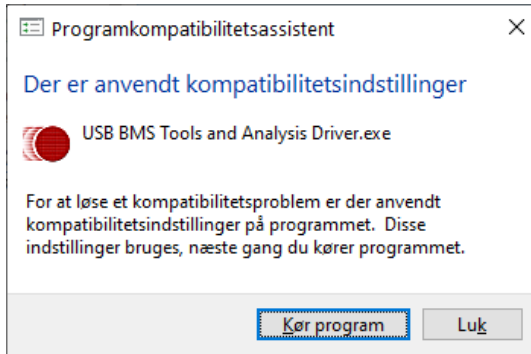 Programkompatibilitetsassistent
Der er anvendt kompatibilitetsindstillinger
USB BMS Tools and Analysis Driver.exe
For at løse et kompatibilitetsproblem er der anvendt
kompatibilitetsindstillinger på programmet.  Disse
indstillinger bruges, næste gang du kører programmet.
Kør program
Luk